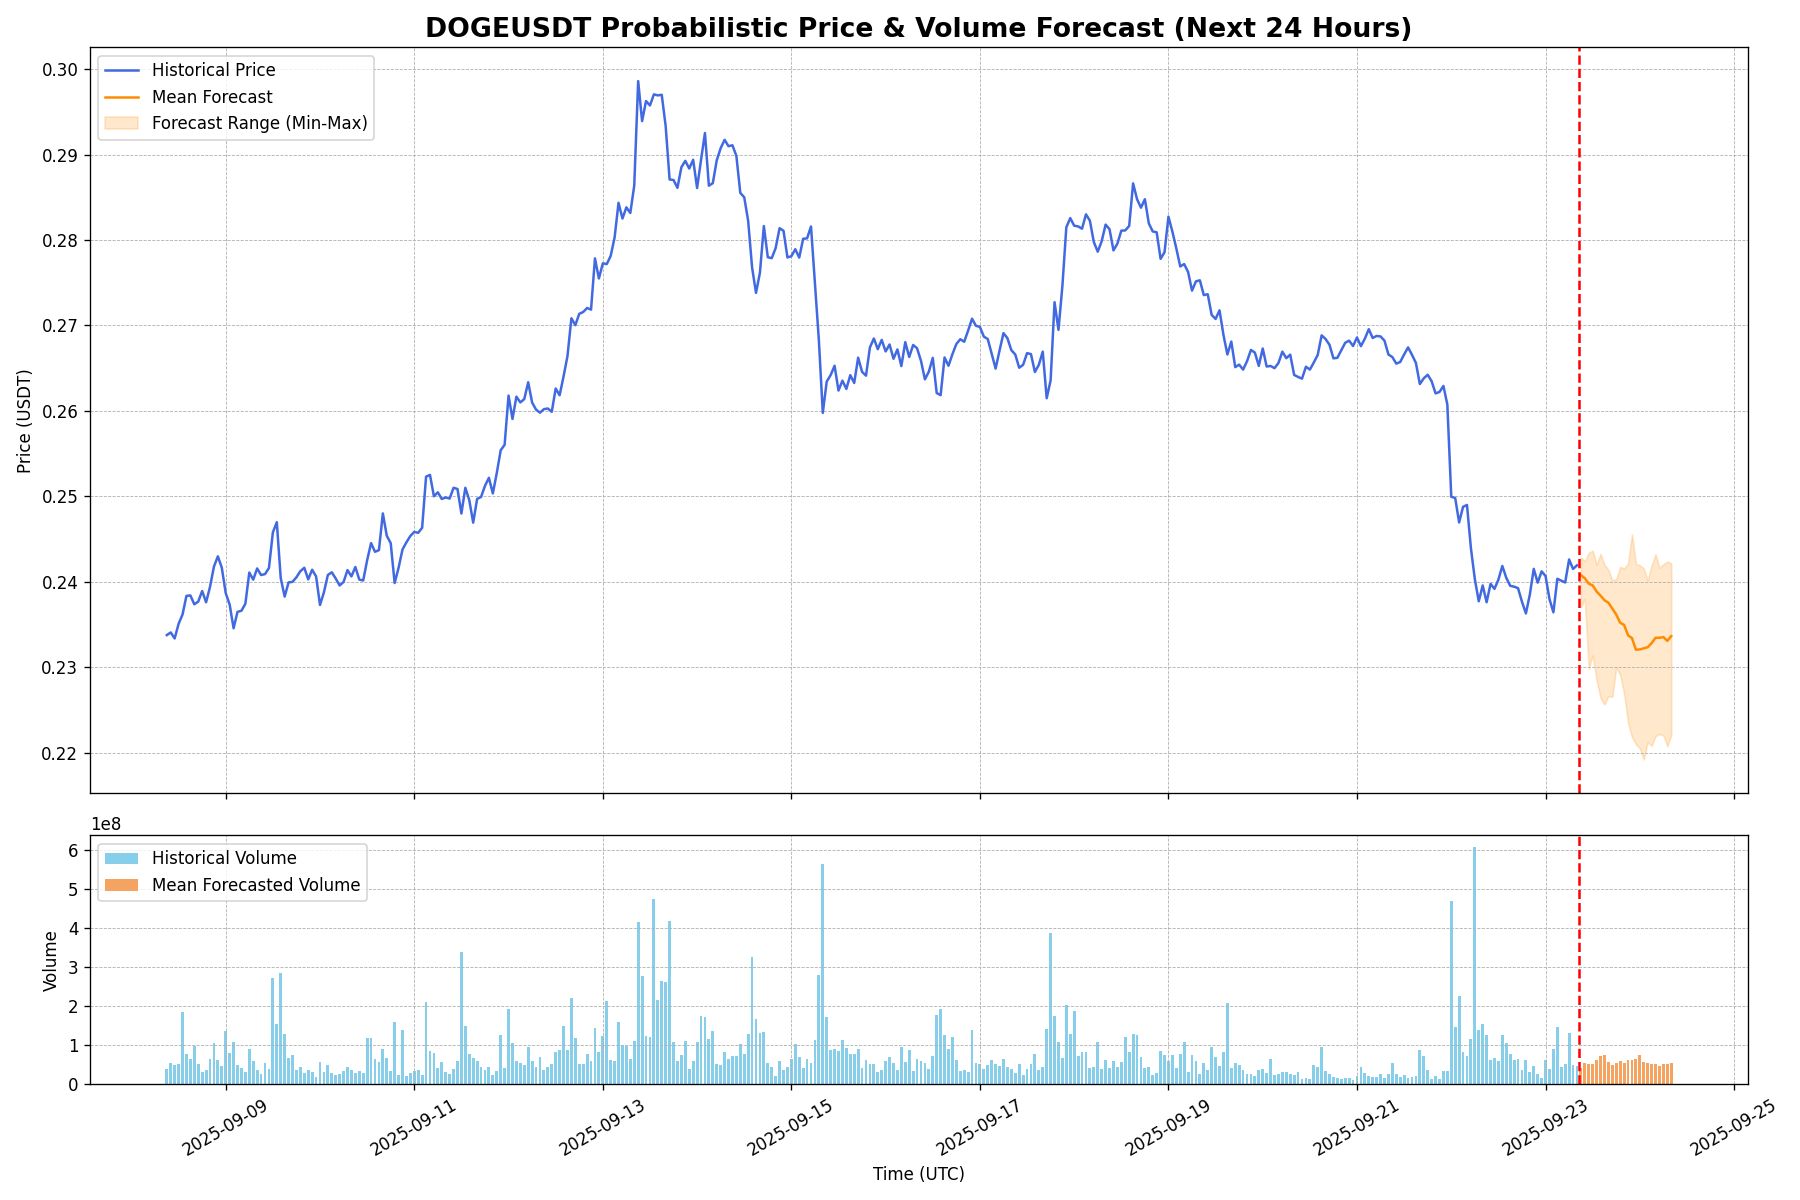 DOGEUSDT Probabilistic Price & Volume Forecast (Next 24 Hours)
Historical Price
Mean Forecast
Forecast Range (Min-Max)
0.30
0.29
0.28
0.27
0.26
0.25
0.24
0.23
0.22
Price (USDT)
1e8
Historical Volume
Mean Forecasted Volume
6
5
4
3
2
1
0
Volume
2025-09-09
2025-09-11
2025-09-13
2025-09-15
2025-09-17
2025-09-19
2025-09-21
2025-09-23
2025-09-25
Time (UTC)